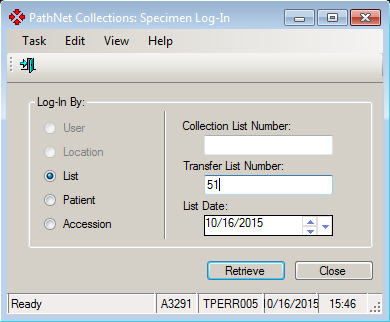 PathNet Collections: Specimen Log-In
Task Edit View Help
Log-In By:
User
Location
List
Patient
Accession
Collection List Number:
Transfer List Number:
51
List Date:
10/16/2015
Retrieve Close
Ready A3291 TPERR005 0/16/2015 15:46